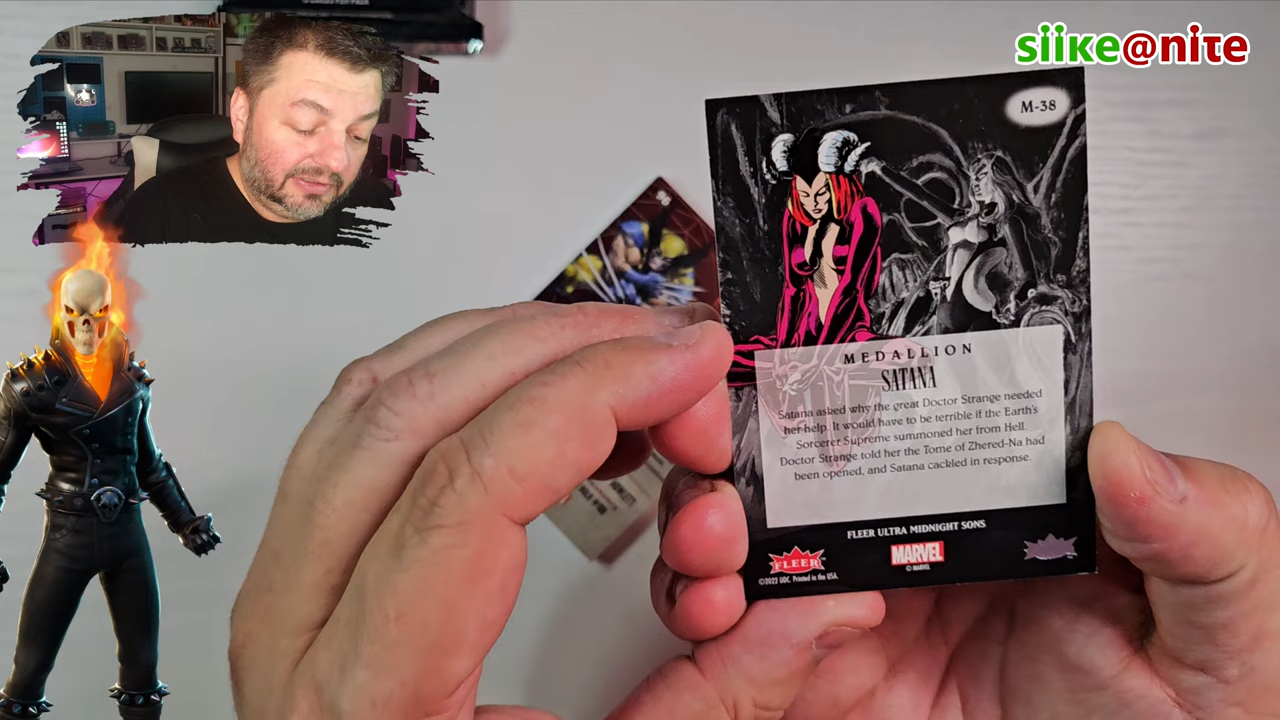 siike@nite
M-38
MEDALLION
SATANA
Satana asked why the great Doctor Strange needed
her help. It would have to be terrible if the Earth's
Sorcerer Supreme summoned her from Hell.
Doctor Strange told her the Tome of Zhered-Na had
been opened, and Satana cackled in response.
FLEER ULTRA MIDNIGHT SONS
FLEER
MARVEL
© MARVEL
©2022 UDC. Printed in the USA.